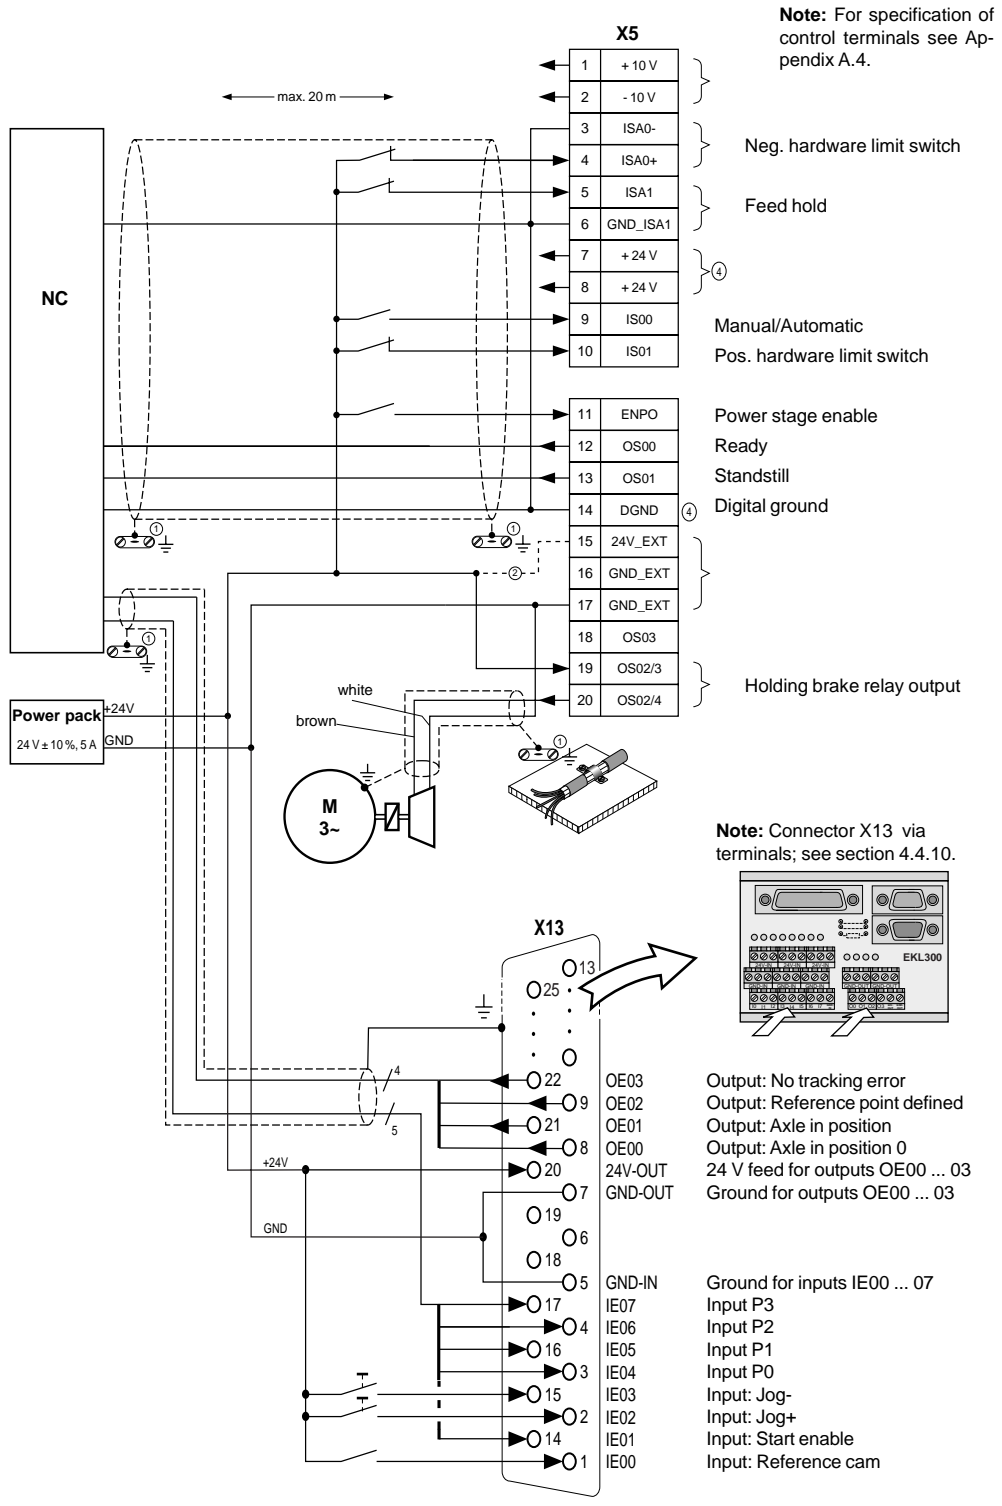 Note: For specification of
control terminals see Ap-
pendix A.4.
X5
1 + 10 V
2 - 10 V
max. 20 m
3 ISA0-
4 ISA0+
Neg. hardware limit switch
5 ISA1
6 GND_ISA1
Feed hold
7 + 24 V
8 + 24 V
4
NC
9 IS00 Manual/Automatic
10 IS01 Pos. hardware limit switch
11 ENPO Power stage enable
12 OS00 Ready
13 OS01 Standstill
14 DGND 4 Digital ground
1
1
15 24V_EXT
2
16 GND_EXT
17 GND_EXT
18 OS03
1
19 OS02/3
20 OS02/4
Holding brake relay output
white
brown
Power pack
24 V ± 10 %, 5 A
+24V
GND
1
M
3~
Note: Connector X13 via
terminals; see section 4.4.10.
EKL300
X13
13
25
4
5
22 OE03 Output: No tracking error
9 OE02 Output: Reference point defined
21 OE01 Output: Axle in position
8 OE00 Output: Axle in position 0
+24V
20 24V-OUT 24 V feed for outputs OE00 ... 03
7 GND-OUT Ground for outputs OE00 ... 03
19
GND
6
18
5 GND-IN Ground for inputs IE00 ... 07
17 IE07 Input P3
4 IE06 Input P2
16 IE05 Input P1
3 IE04 Input P0
15 IE03 Input: Jog-
2 IE02 Input: Jog+
14 IE01 Input: Start enable
1 IE00 Input: Reference cam